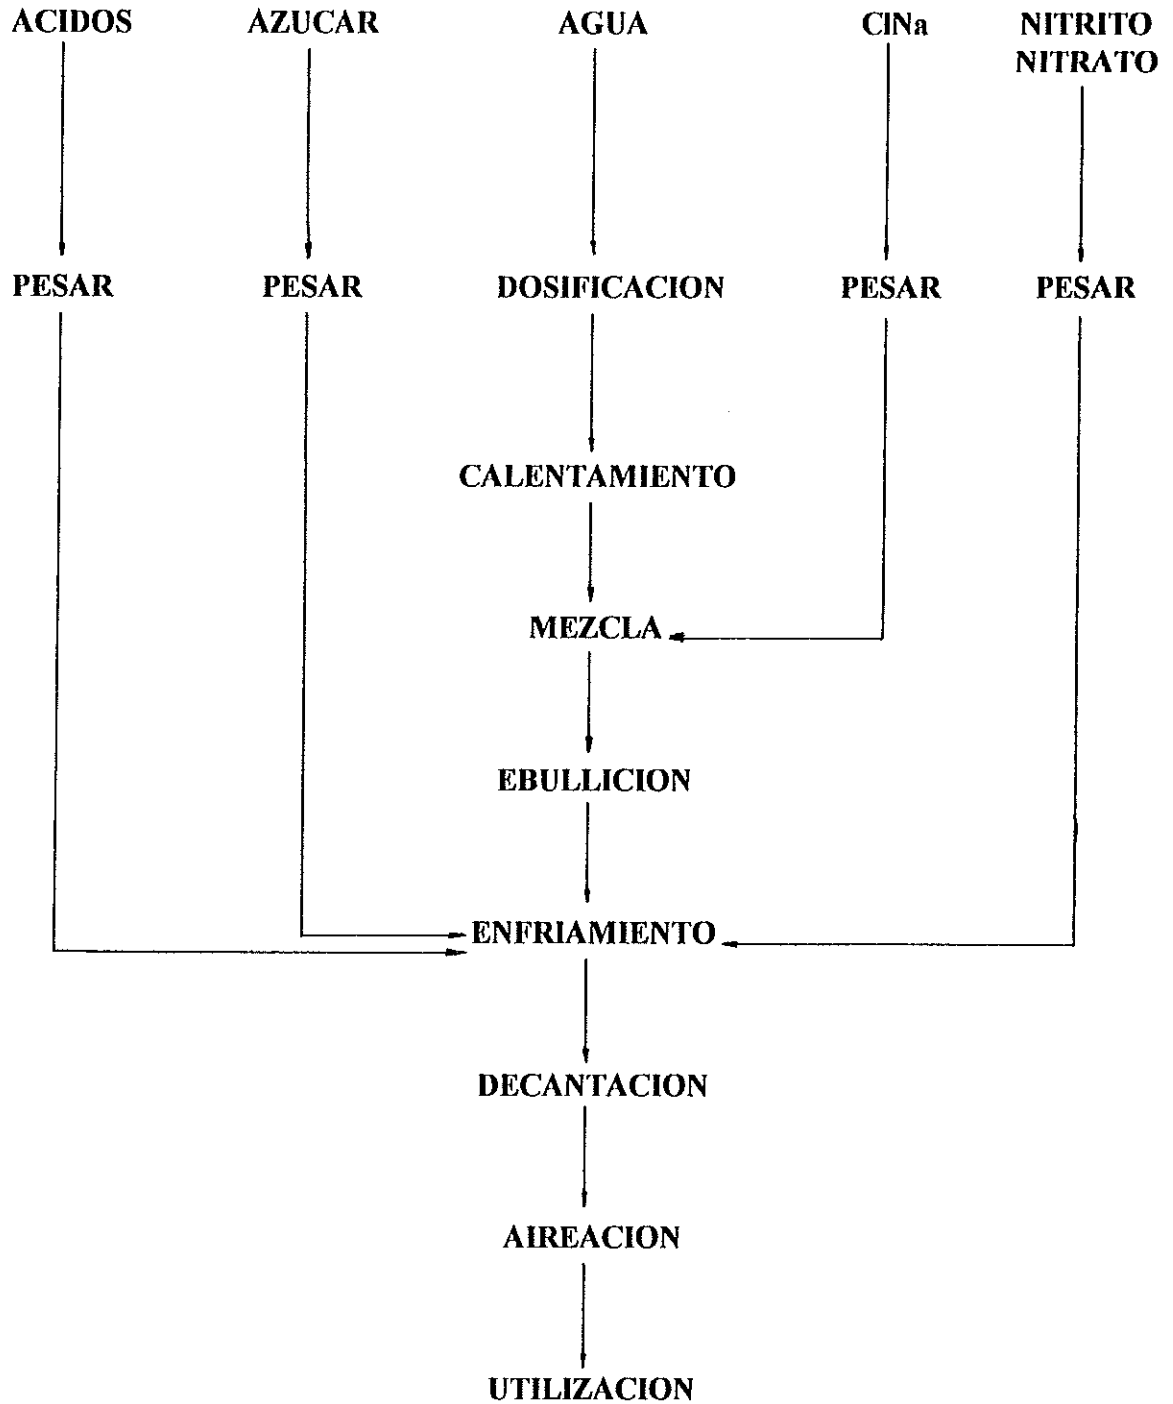 ACIDOS AZUCAR AGUA ClNa NITRITO
NITRATO
PESAR PESAR DOSIFICACION PESAR PESAR
CALENTAMIENTO
MEZCLA
EBULLICION
ENFRIAMIENTO
DECANTACION
AIREACION
UTILIZACION